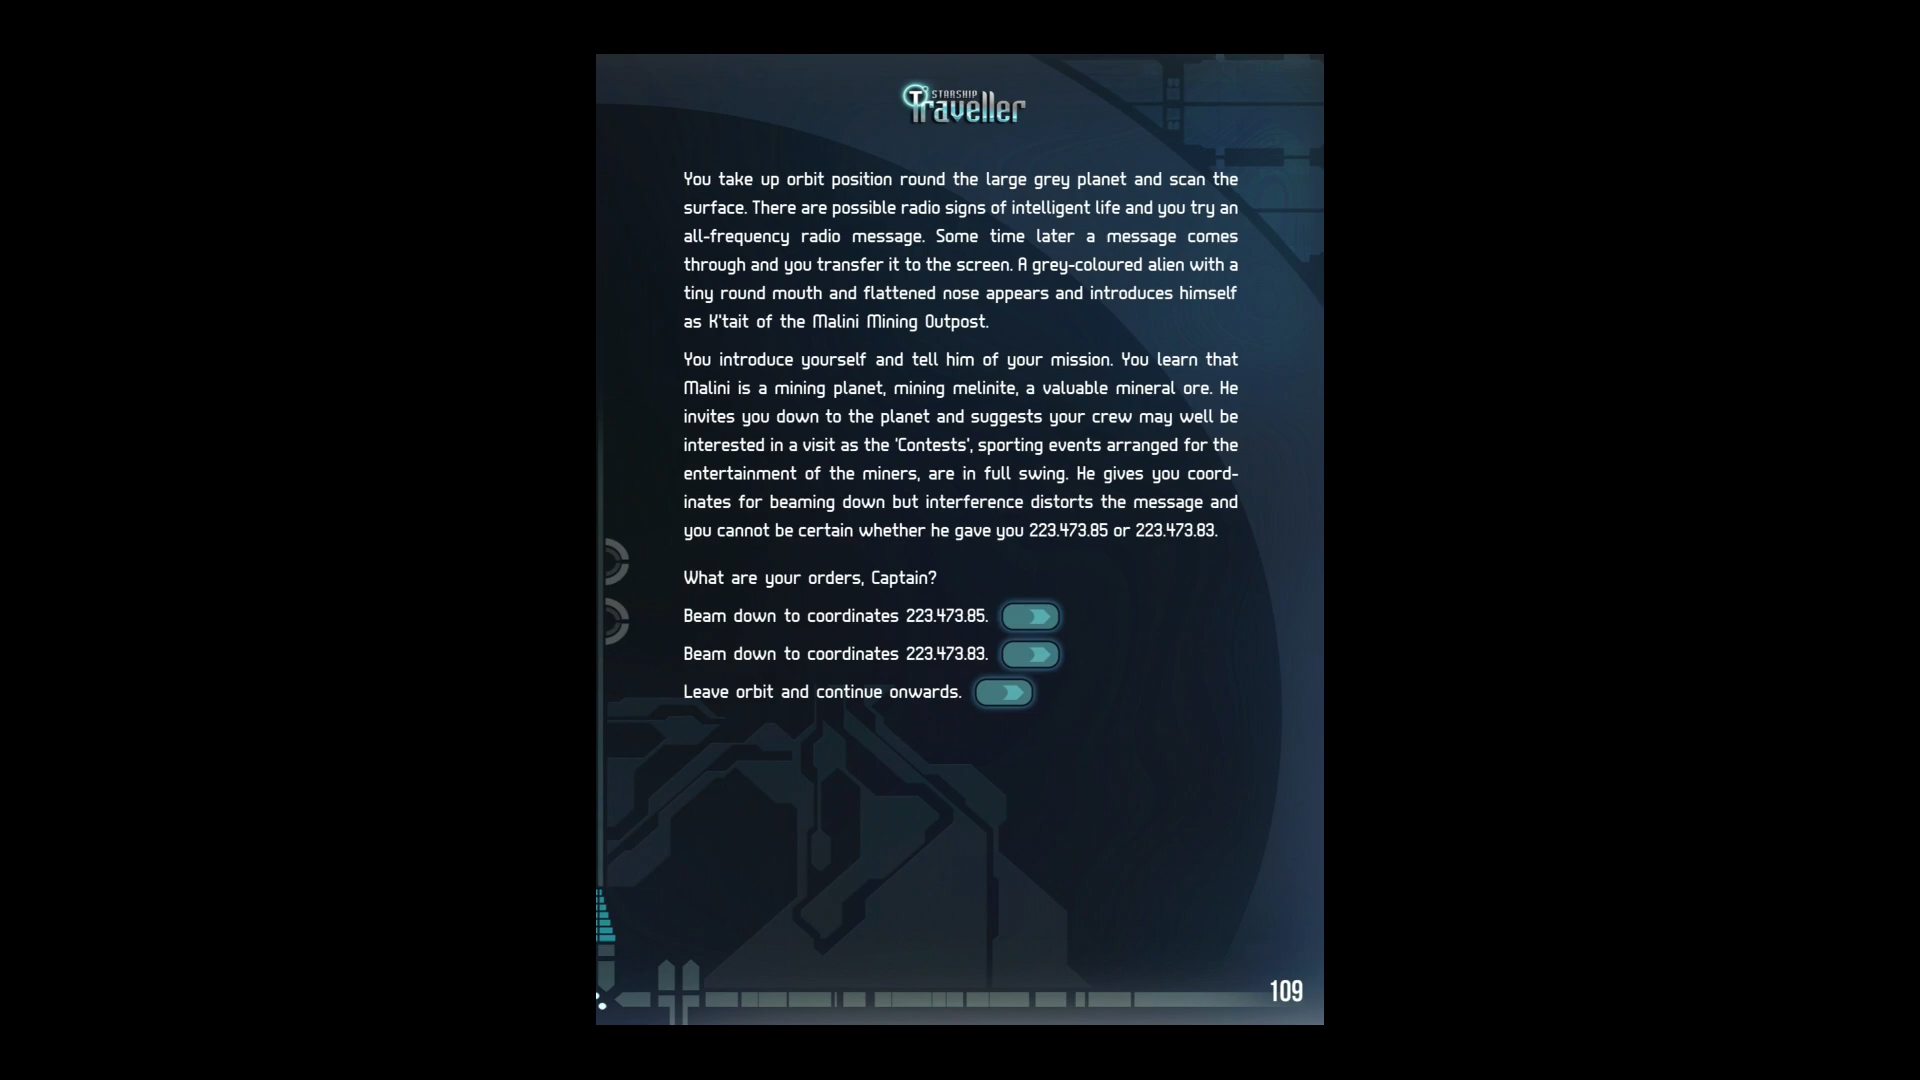 STARSHIP
Traveller
You take up orbit position round the large grey planet and scan the
surface. There are possible radio signs of intelligent life and you try an
all-frequency radio message. Some time later a message comes
through and you transfer it to the screen. A grey-coloured alien with a
tiny round mouth and flattened nose appears and introduces himself
as K'tait of the Malini Mining Outpost.
You introduce yourself and tell him of your mission. You learn that
Malini is a mining planet, mining melinite, a valuable mineral ore. He
invites you down to the planet and suggests your crew may well be
interested in a visit as the 'Contests', sporting events arranged for the
entertainment of the miners, are in full swing. He gives you coord-
inates for beaming down but interference distorts the message and
you cannot be certain whether he gave you 223.473.85 or 223.473.83.
What are your orders, Captain?
Beam down to coordinates 223.473.85.
Beam down to coordinates 223.473.83.
Leave orbit and continue onwards.
109